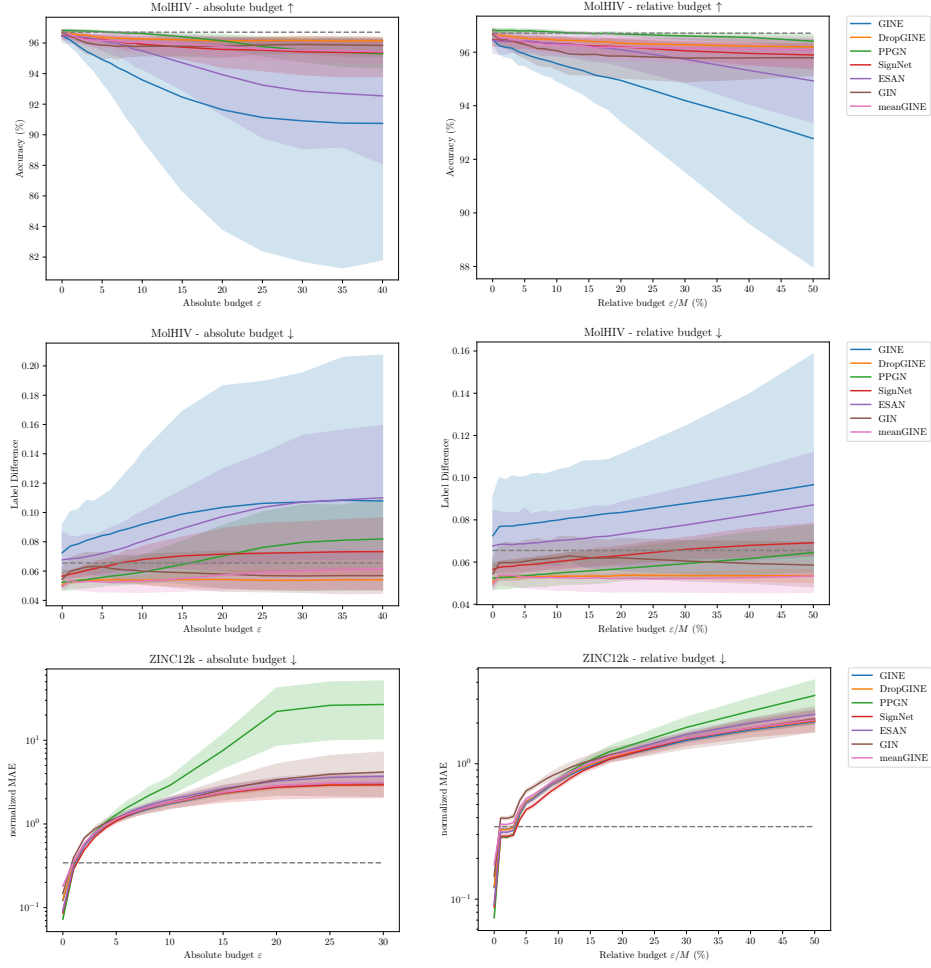 MolHIV - absolute budget ↑
Accuracy (%)
96
94
92
90
88
86
84
82
0 5 10 15 20 25 30 35 40
Absolute budget ε
MolHIV - relative budget ↑
Accuracy (%)
96
94
92
90
88
0 5 10 15 20 25 30 35 40 45 50
Relative budget ε/M (%)
GINE
DropGINE
PPGN
SignNet
ESAN
GIN
meanGINE
MolHIV - absolute budget ↓
Label Difference
0.20
0.18
0.16
0.14
0.12
0.10
0.08
0.06
0.04
0 5 10 15 20 25 30 35 40
Absolute budget ε
MolHIV - relative budget ↓
Label Difference
0.16
0.14
0.12
0.10
0.08
0.06
0.04
0 5 10 15 20 25 30 35 40 45 50
Relative budget ε/M (%)
GINE
DropGINE
PPGN
SignNet
ESAN
GIN
meanGINE
ZINC12k - absolute budget ↓
normalized MAE
10¹
10⁰
10⁻¹
0 5 10 15 20 25 30
Absolute budget ε
ZINC12k - relative budget ↓
normalized MAE
10⁰
10⁻¹
0 5 10 15 20 25 30 35 40 45 50
Relative budget ε/M (%)
GINE
DropGINE
PPGN
SignNet
ESAN
GIN
meanGINE